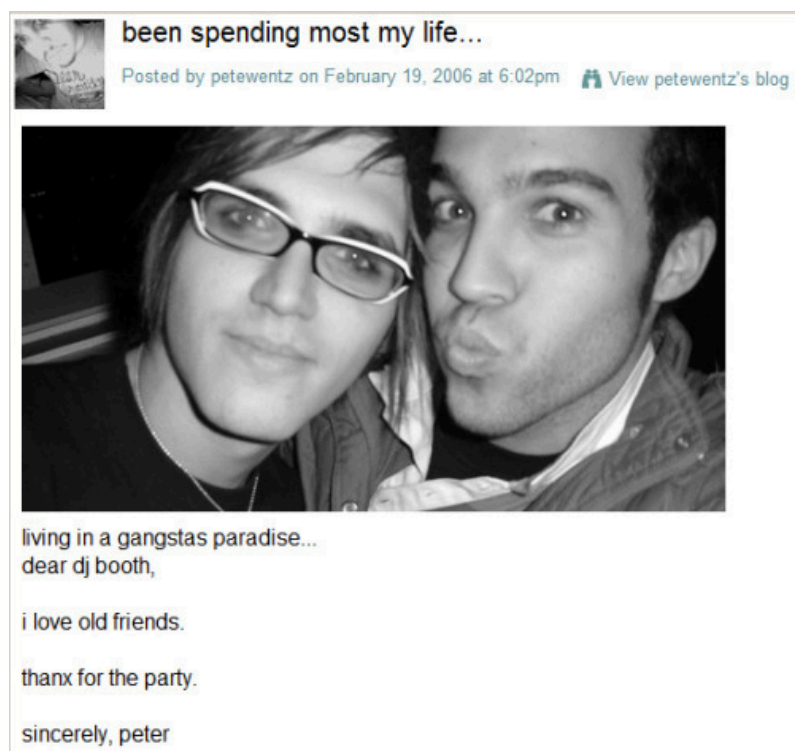 been spending most my life...
Posted by petewentz on February 19, 2006 at 6:02pm View petewentz's blog
living in a gangstas paradise...
dear dj booth,
i love old friends.
thanx for the party.
sincerely, peter